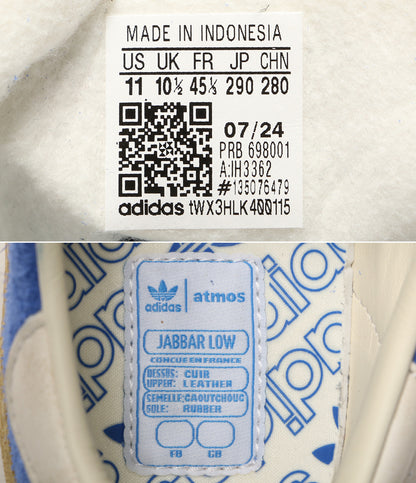 MADE IN INDONESIA
US UK FR JP CHN
11 10½ 45⅓ 290 280
07/24
PRB 698001
A:IH3362
#135076479
adidas tWX3HLK400115
adidas | atmos
JABBAR LOW
CONCUE EN FRANCE
DESSUS: CUIR
UPPER: LEATHER
SEMELLE: CAOUTCHOUC
SOLE: RUBBER
FB GB
adidas